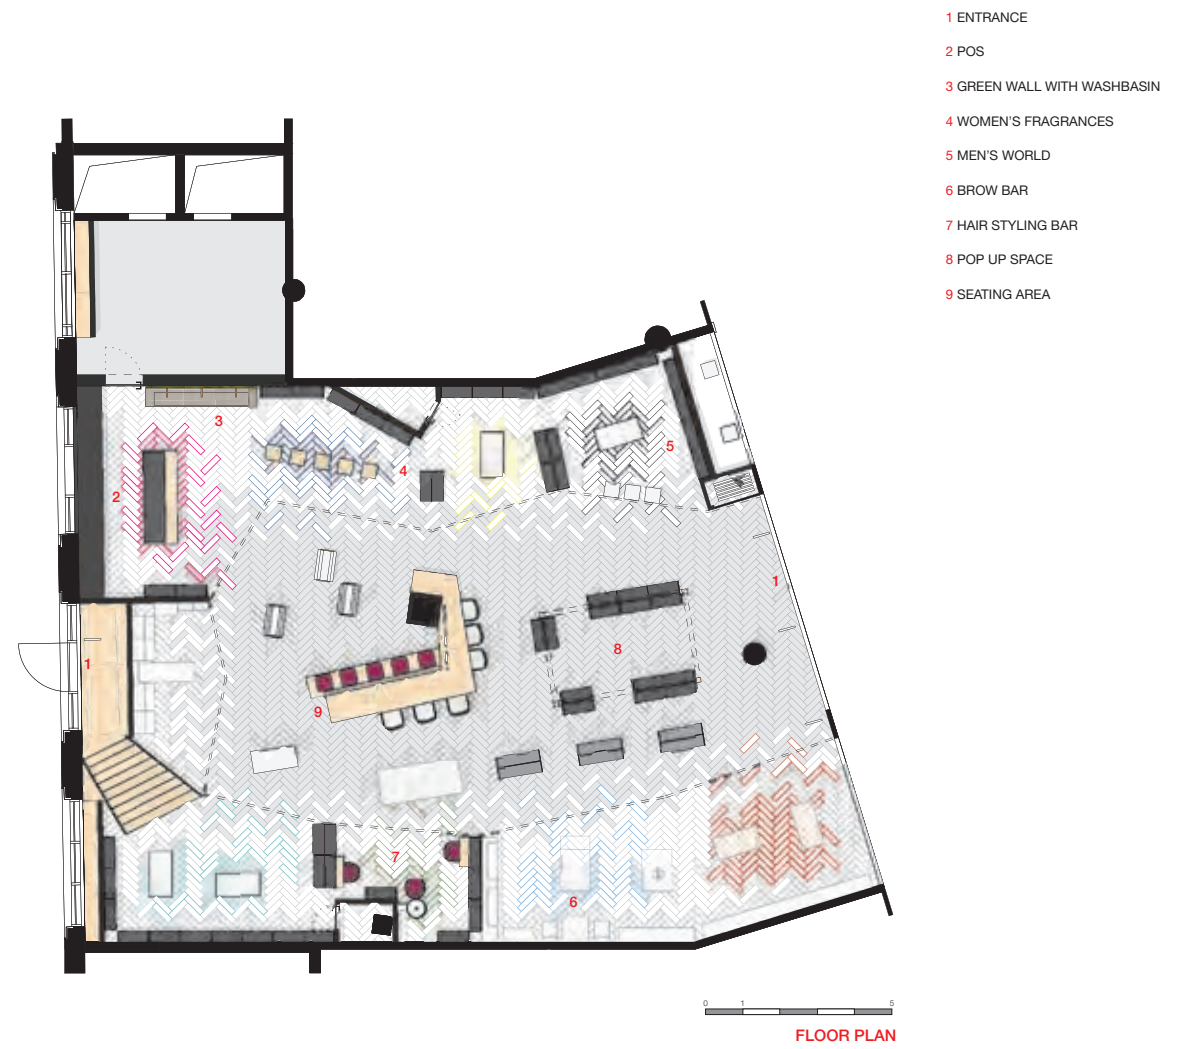 1 ENTRANCE
2 POS
3 GREEN WALL WITH WASHBASIN
4 WOMEN'S FRAGRANCES
5 MEN'S WORLD
6 BROW BAR
7 HAIR STYLING BAR
8 POP UP SPACE
9 SEATING AREA
3
5
4
2
1
8
1
9
7
6
0 1 5
FLOOR PLAN